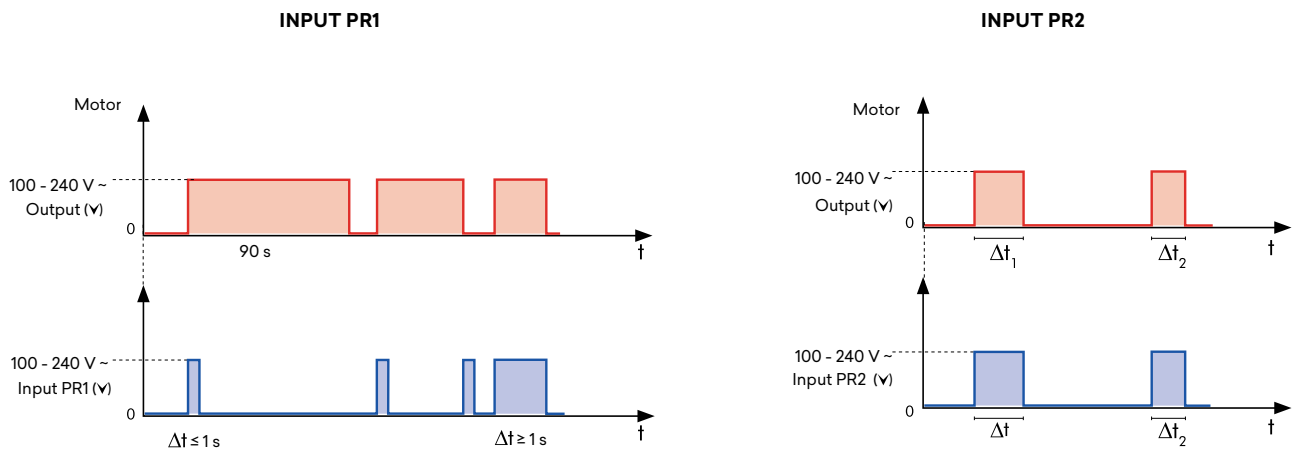 INPUT PR1
Motor
100 - 240 V ~
Output (⋎)
0
90 s
t
100 - 240 V ~
Input PR1 (⋎)
0
Δt ≤ 1 s
Δt ≥ 1 s
t
INPUT PR2
Motor
100 - 240 V ~
Output (⋎)
0
Δt₁
Δt₂
t
100 - 240 V ~
Input PR2 (⋎)
0
Δt
Δt₂
t